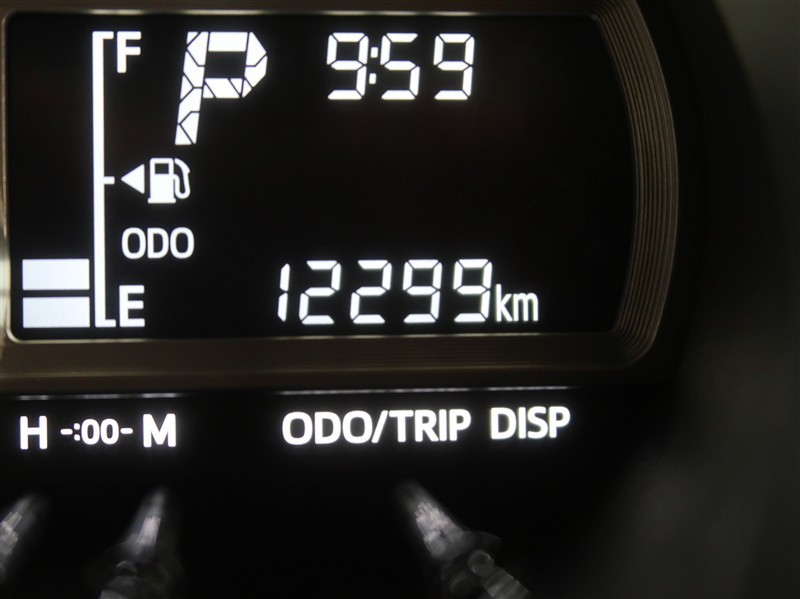 F P 9:59
ODO
E 12299km
H -:00- M ODO/TRIP DISP